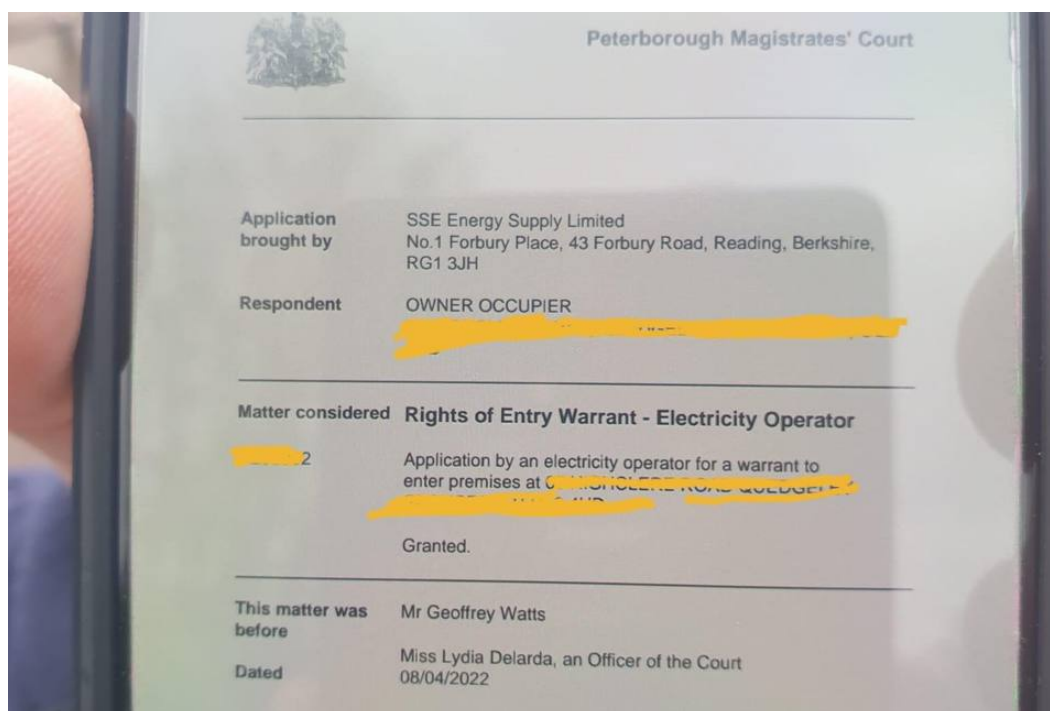 Peterborough Magistrates' Court
Application brought by
SSE Energy Supply Limited
No.1 Forbury Place, 43 Forbury Road, Reading, Berkshire,
RG1 3JH
Respondent
OWNER OCCUPIER
Matter considered
Rights of Entry Warrant - Electricity Operator
2
Application by an electricity operator for a warrant to
enter premises at
Granted.
This matter was before
Mr Geoffrey Watts
Miss Lydia Delarda, an Officer of the Court
Dated
08/04/2022